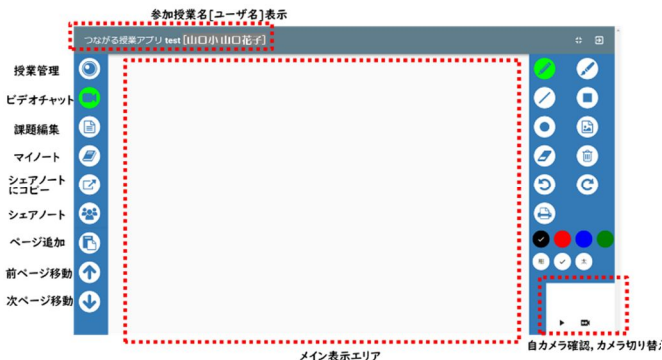 参加授業名[ユーザ名]表示
つながる授業アプリ test [山口小 山口花子]
授業管理
ビデオチャット
課題編集
マイノート
シェアノート
にコピー
シェアノート
ページ追加
前ページ移動
次ページ移動
メイン表示エリア
自カメラ確認, カメラ切り替え